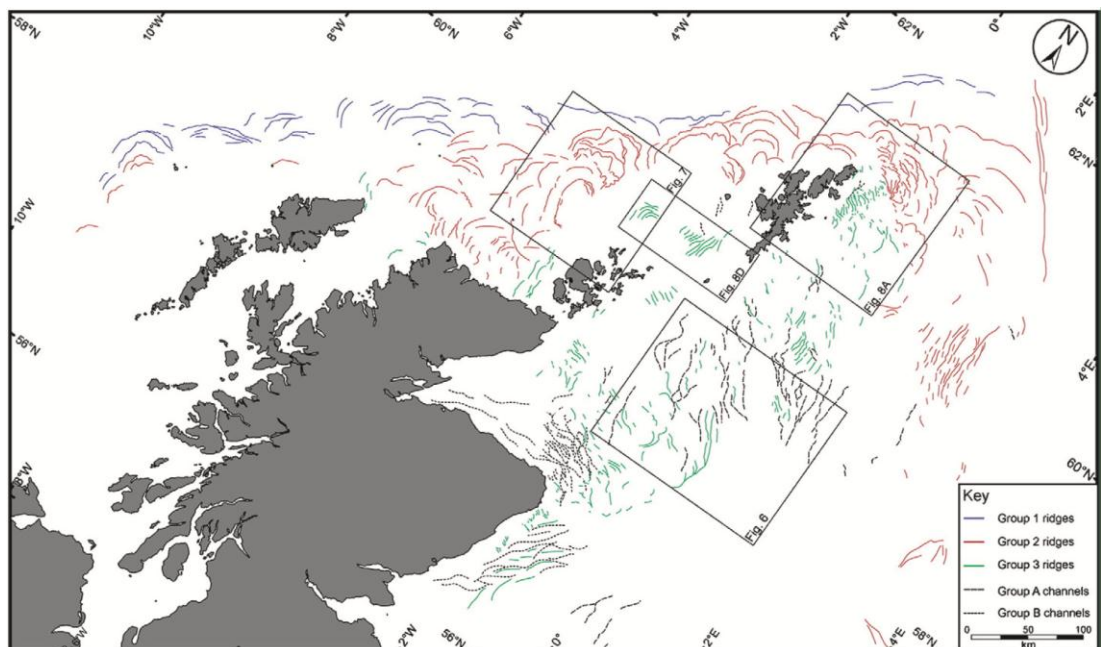 58°N
10°W
8°W
60°N
6°W
4°W
2°W
62°N
0°
N
2°E
62°N
10°W
Fig. 7
Fig. 8D
Fig. 8A
56°N
4°E
8°W
60°N
Fig. 6
Key
Group 1 ridges
Group 2 ridges
Group 3 ridges
Group A channels
Group B channels
0 50 100
km
6°W
2°W
56°N
0°
2°E
4°E
58°N